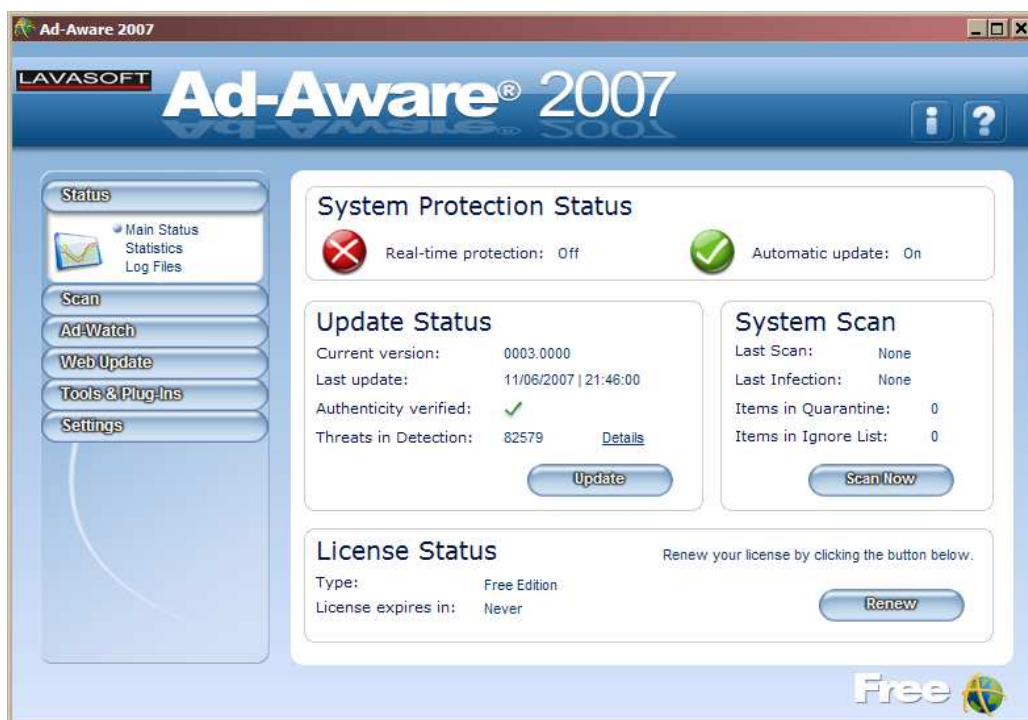 Ad-Aware 2007
LAVASOFT
Ad-Aware® 2007
Status
Main Status
Statistics
Log Files
Scan
Ad-Watch
Web Update
Tools & Plug-Ins
Settings
System Protection Status
Real-time protection: Off
Automatic update: On
Update Status
Current version: 0003.0000
Last update: 11/06/2007 | 21:46:00
Authenticity verified:
Threats in Detection: 82579 Details
Update
System Scan
Last Scan: None
Last Infection: None
Items in Quarantine: 0
Items in Ignore List: 0
Scan Now
License Status
Renew your license by clicking the button below.
Type: Free Edition
License expires in: Never
Renew
Free